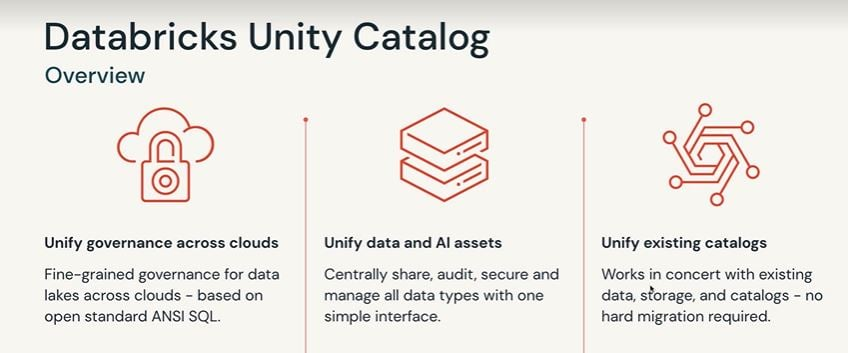 Databricks Unity Catalog
Overview
Unify governance across clouds
Fine-grained governance for data
lakes across clouds - based on
open standard ANSI SQL.
Unify data and AI assets
Centrally share, audit, secure and
manage all data types with one
simple interface.
Unify existing catalogs
Works in concert with existing
data, storage, and catalogs - no
hard migration required.